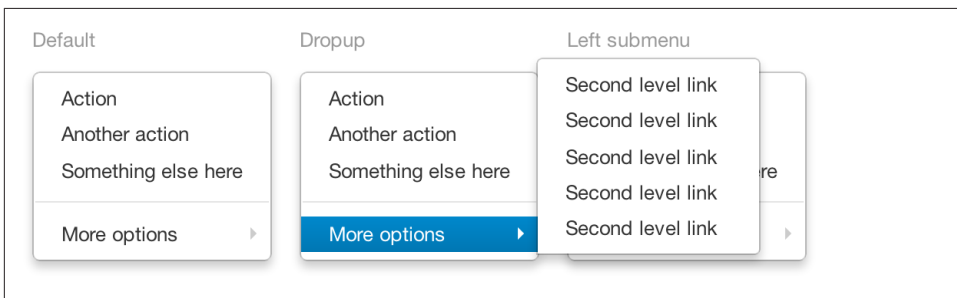 Default
Dropup
Left submenu
Action
Another action
Something else here
More options
Action
Another action
Something else here
More options
Second level link
Second level link
Second level link
Second level link
Second level link